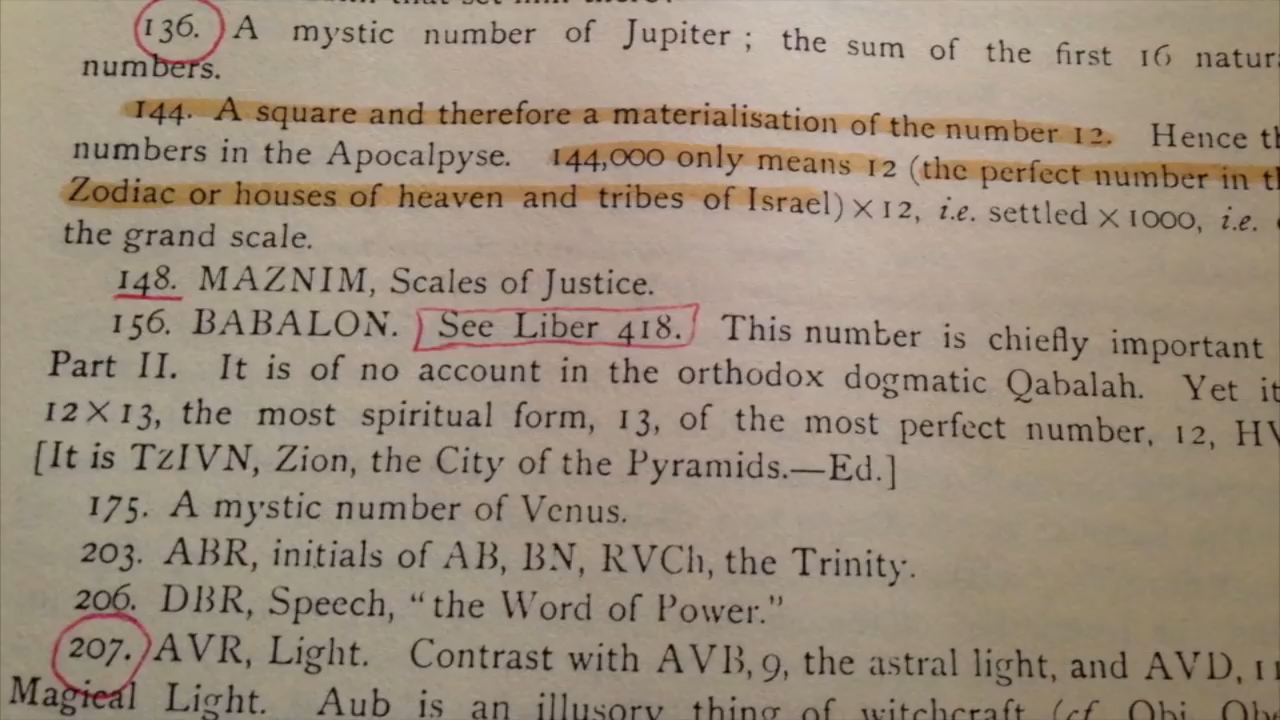 136. A mystic number of Jupiter ; the sum of the first 16 natur
numbers.
144. A square and therefore a materialisation of the number 12. Hence th
numbers in the Apocalpyse. 144,000 only means 12 (the perfect number in th
Zodiac or houses of heaven and tribes of Israel) × 12, i.e. settled × 1000, i.e.
the grand scale.
148. MAZNIM, Scales of Justice.
156. BABALON. See Liber 418. This number is chiefly important
Part II. It is of no account in the orthodox dogmatic Qabalah. Yet it
12 × 13, the most spiritual form, 13, of the most perfect number, 12, HV
[It is TzIVN, Zion, the City of the Pyramids.—Ed.]
175. A mystic number of Venus.
203. ABR, initials of AB, BN, RVCh, the Trinity.
206. DBR, Speech, “the Word of Power.”
207. AVR, Light. Contrast with AVB, 9, the astral light, and AVD, 11
Magical Light. Aub is an illusory thing of witchcraft (cf. Obi, Obe